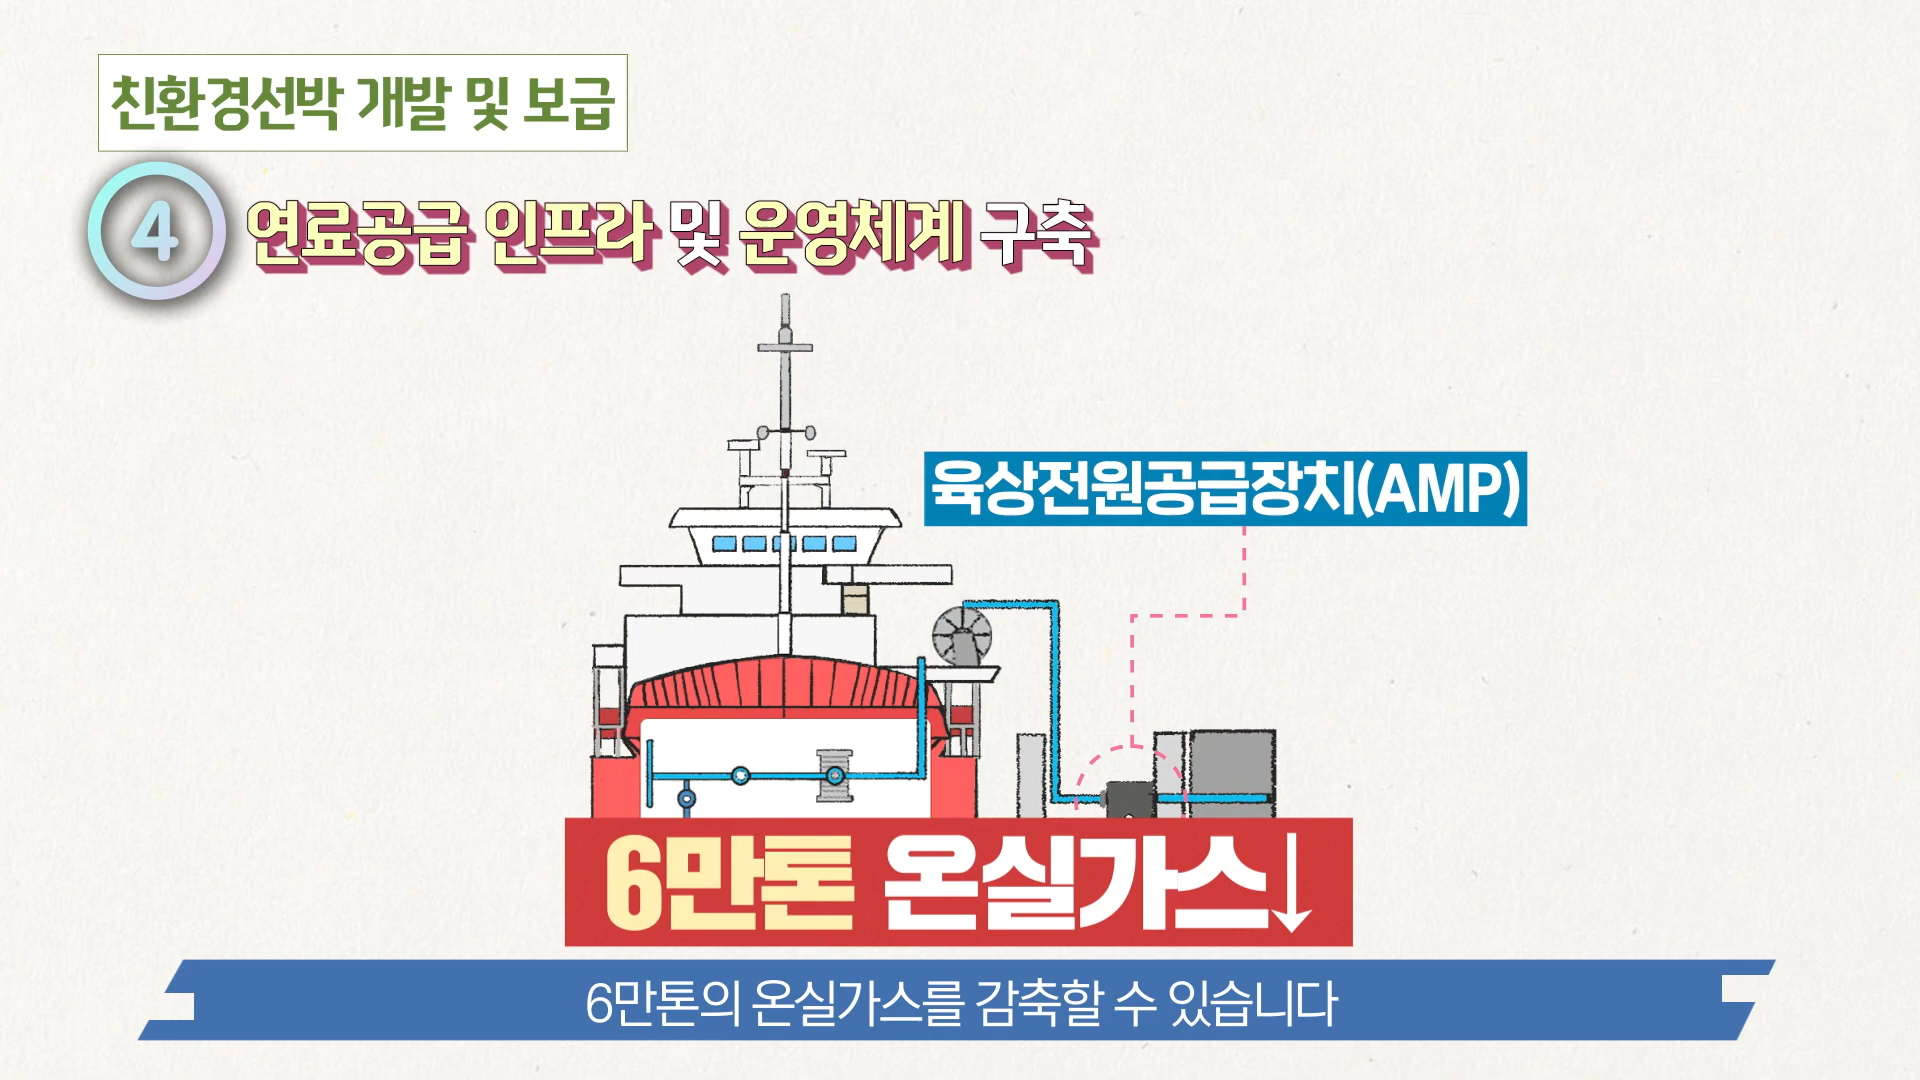 친환경선박 개발 및 보급
4 연료공급 인프라 및 운영체계 구축
육상전원공급장치(AMP)
6만톤 온실가스↓
6만톤의 온실가스를 감축할 수 있습니다